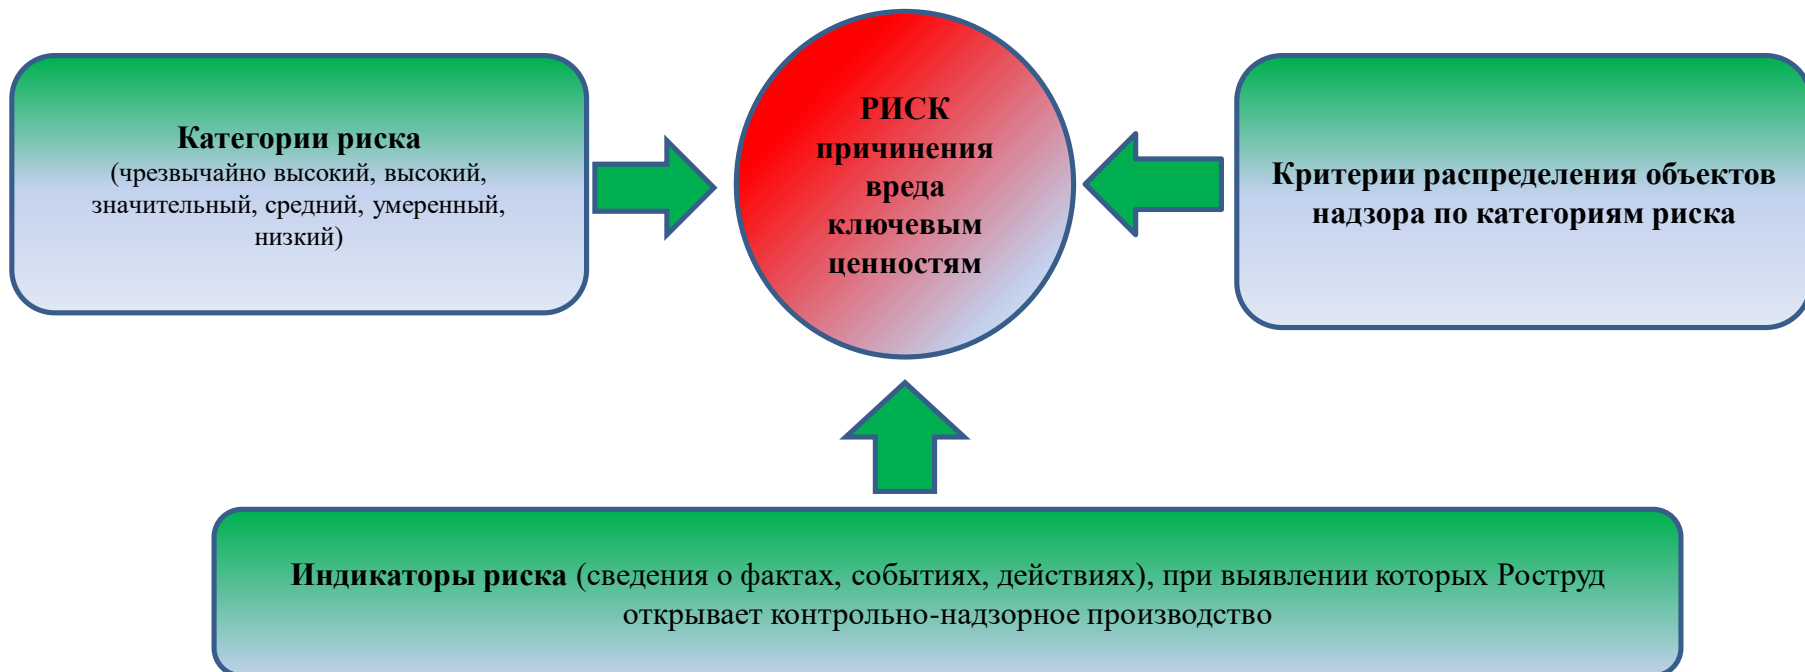 Категории риска
(чрезвычайно высокий, высокий,
значительный, средний, умеренный,
низкий)
РИСК
причинения
вреда
ключевым
ценностям
Критерии распределения объектов
надзора по категориям риска
Индикаторы риска (сведения о фактах, событиях, действиях), при выявлении которых Роструд
открывает контрольно-надзорное производство